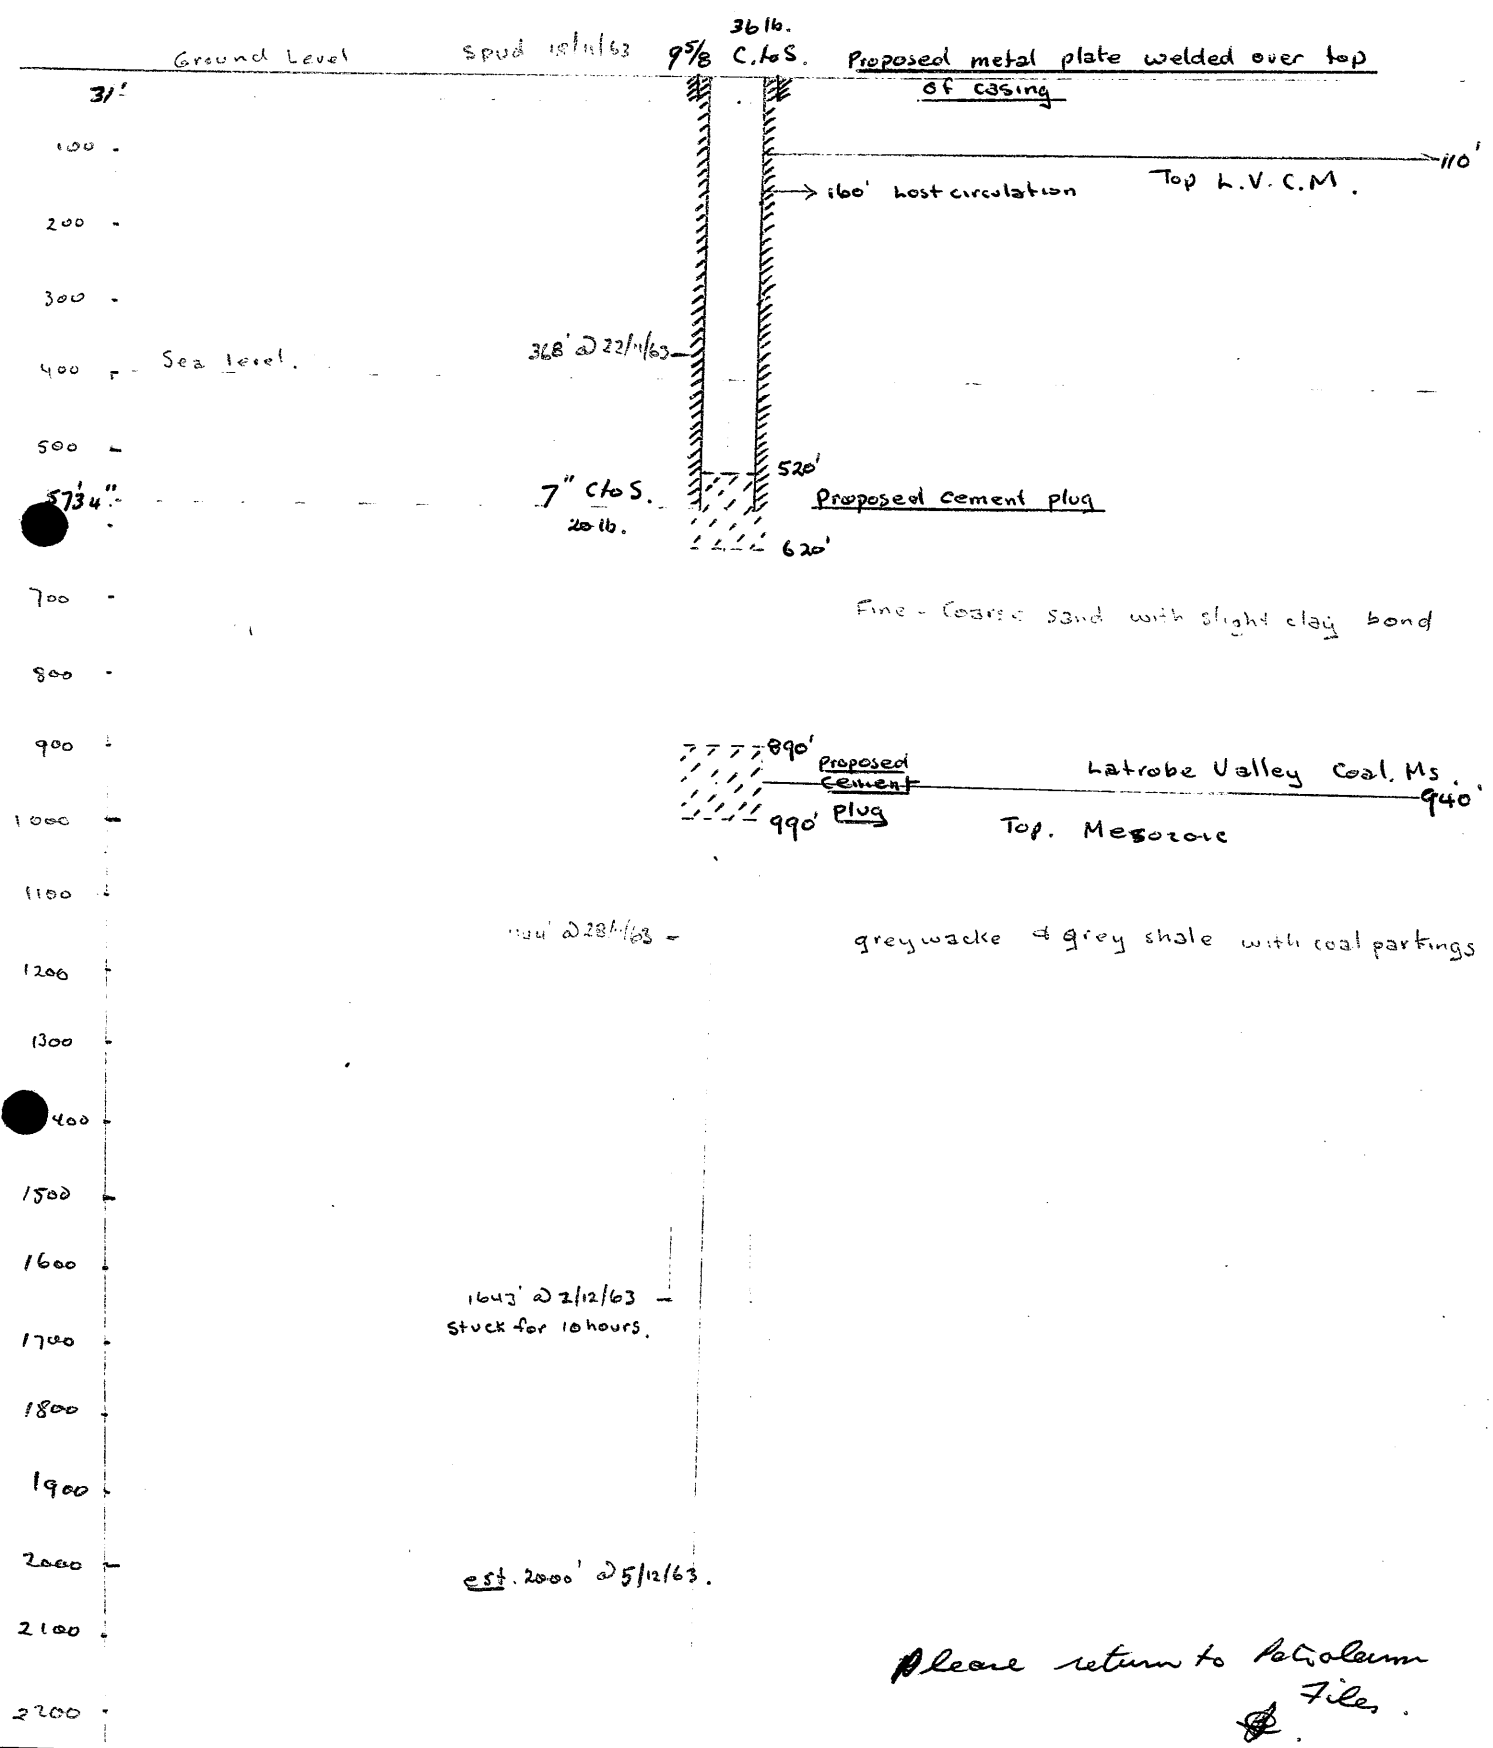 36 lb.
Ground Level Spud 18/11/63 9 5/8 C.to S. Proposed metal plate welded over top
of casing
31'
100
110'
Top L.V.C.M.
160' Lost circulation
200
300
368' @ 22/11/63
Sea level.
400
500
520'
573'4"
7" C to S.
20 lb.
Proposed cement plug
620'
700
Fine - Coarse sand with slight clay bond
800
900
890'
Proposed
cement
plug
Latrobe Valley Coal. Ms.
940'
1000
990'
Top. Mesozoic
1100
@ 28/11/63
greywacke & grey shale with coal partings
1200
1300
400
1500
1600
1643' @ 2/12/63
Stuck for 10 hours.
1700
1800
1900
2000
est. 2000' @ 5/12/63.
2100
Please return to Petroleum
Files.
2200